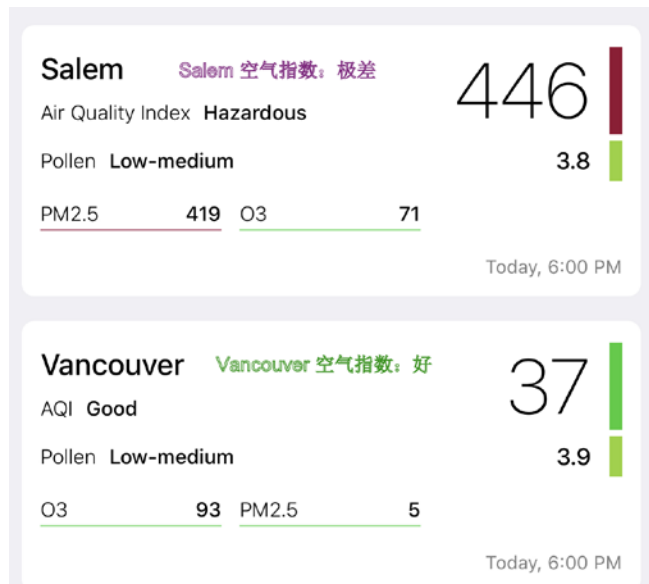 Salem Salem 空气指数：极差 446
Air Quality Index Hazardous
Pollen Low-medium 3.8
PM2.5 419 O3 71
Today, 6:00 PM
Vancouver Vancouver 空气指数：好 37
AQI Good
Pollen Low-medium 3.9
O3 93 PM2.5 5
Today, 6:00 PM